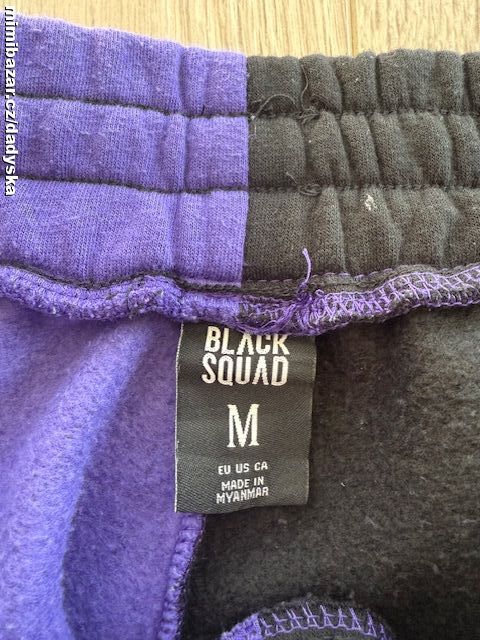 mimibazar.cz/dadyska
BLACK
SQUAD
M
EU US CA
MADE IN
MYANMAR